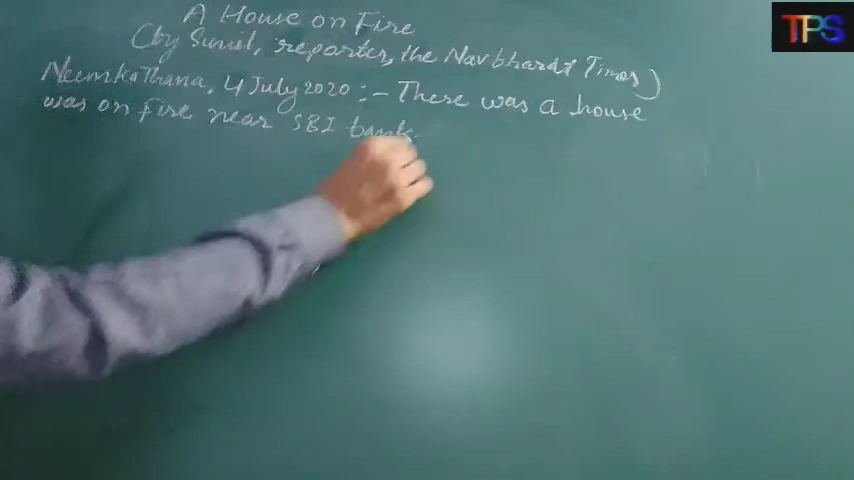 A House on Fire
(by Sunil, reporter, the Navbharat Times)
NeemkaThana, 4 July 2020 :- There was a house
was on fire near SBI bank.
TPS